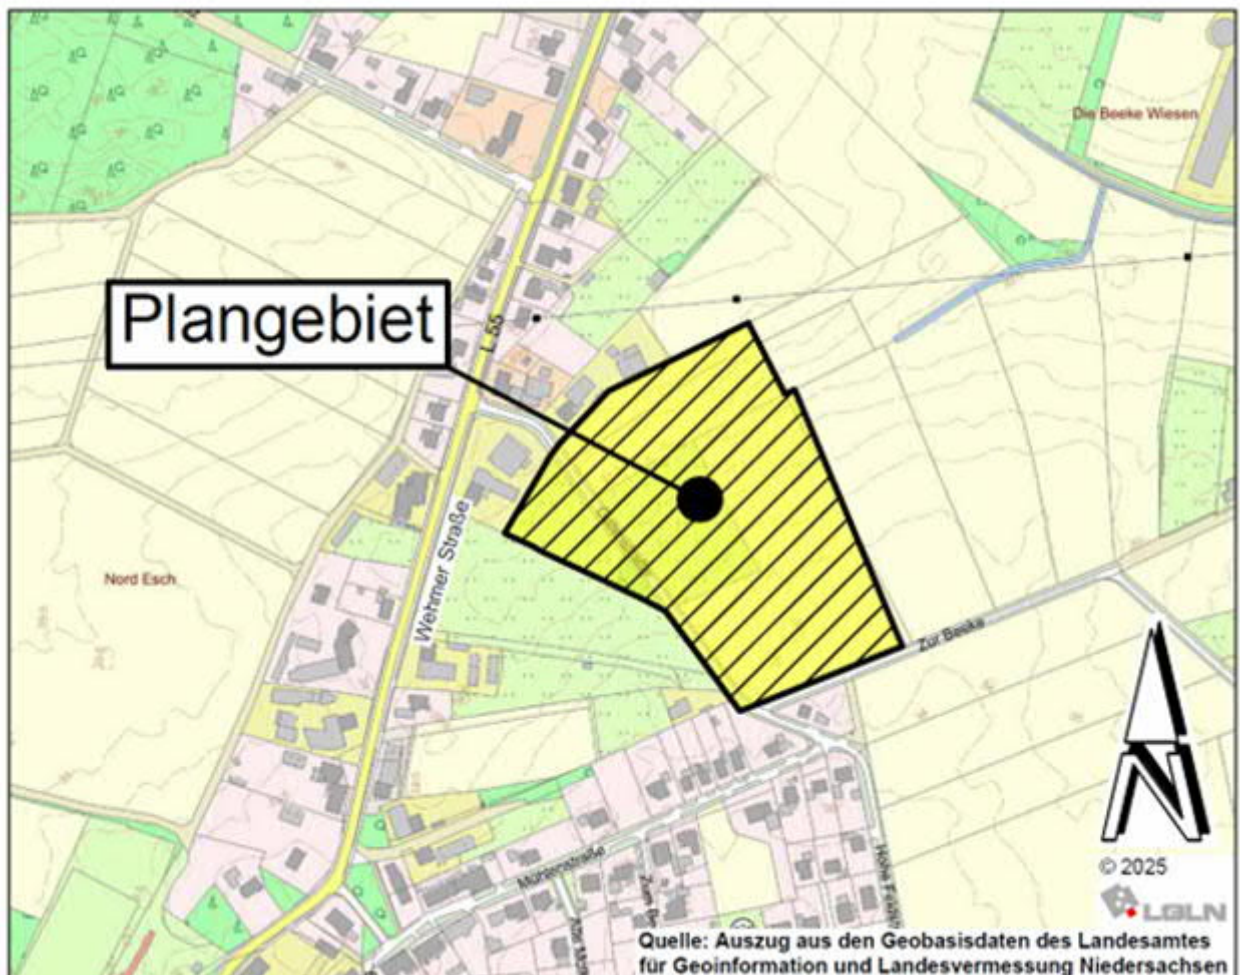 Die Beeke Wiesen
Plangebiet
L 55
Wehmer Straße
Nord Esch
Zur Beeke
Mühlenstraße
© 2025
LGLN
Quelle: Auszug aus den Geobasisdaten des Landesamtes
für Geoinformation und Landesvermessung Niedersachsen